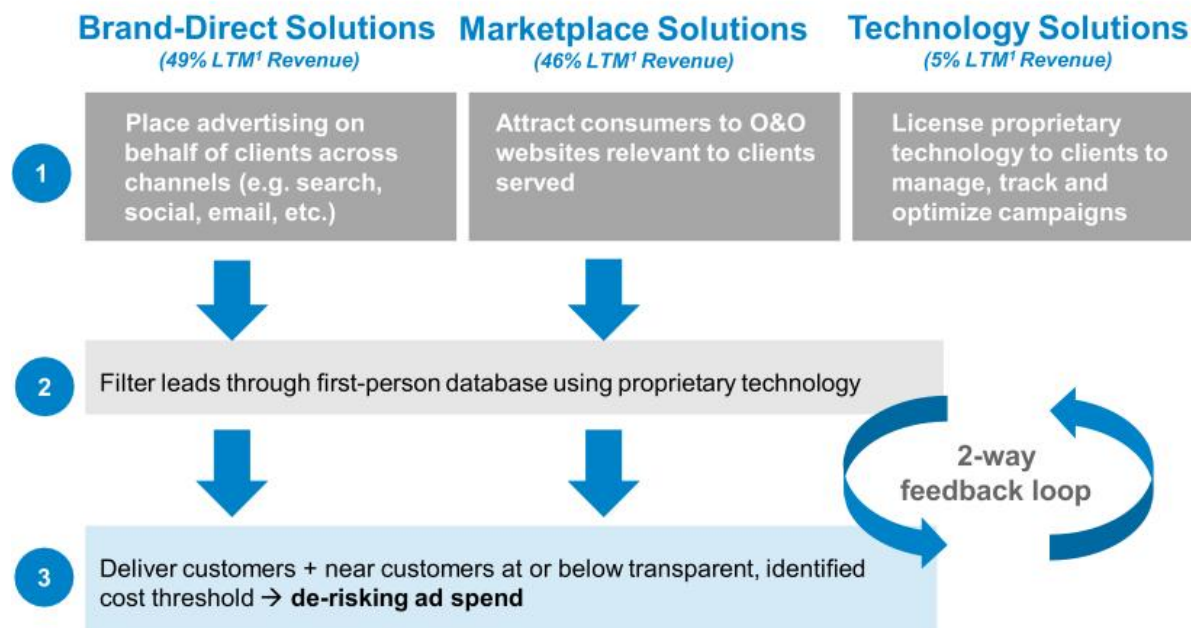 Brand-Direct Solutions
(49% LTM¹ Revenue)
Marketplace Solutions
(46% LTM¹ Revenue)
Technology Solutions
(5% LTM¹ Revenue)
1
Place advertising on
behalf of clients across
channels (e.g. search,
social, email, etc.)
Attract consumers to O&O
websites relevant to clients
served
License proprietary
technology to clients to
manage, track and
optimize campaigns
2
Filter leads through first-person database using proprietary technology
2-way
feedback loop
3
Deliver customers + near customers at or below transparent, identified
cost threshold → de-risking ad spend